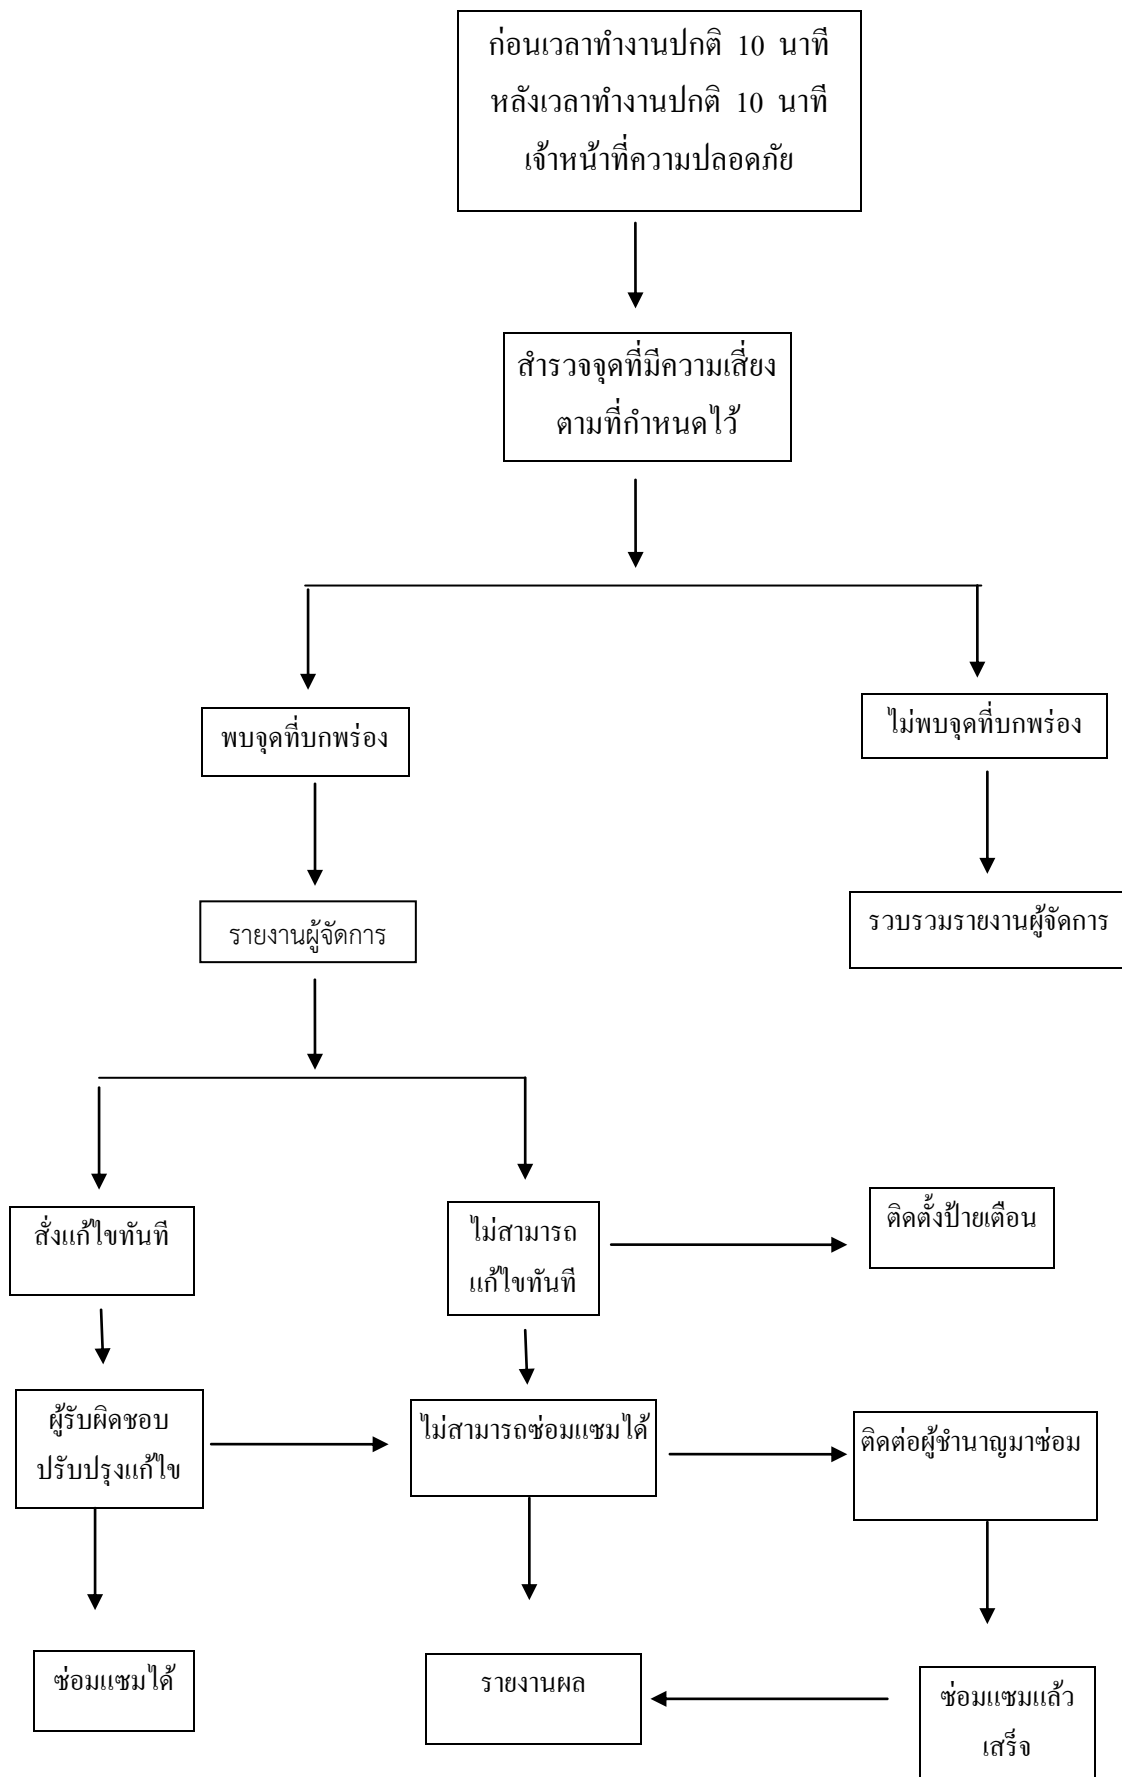 ก่อนเวลาทำงานปกติ 10 นาที
หลังเวลาทำงานปกติ 10 นาที
เจ้าหน้าที่ความปลอดภัย
สำรวจจุดที่มีความเสี่ยง
ตามที่กำหนดไว้
พบจุดที่บกพร่อง
ไม่พบจุดที่บกพร่อง
รายงานผู้จัดการ
รวบรวมรายงานผู้จัดการ
สั่งแก้ไขทันที
ไม่สามารถ
แก้ไขทันที
ติดตั้งป้ายเตือน
ผู้รับผิดชอบ
ปรับปรุงแก้ไข
ไม่สามารถซ่อมแซมได้
ติดต่อผู้ชำนาญมาซ่อม
ซ่อมแซมได้
รายงานผล
ซ่อมแซมแล้ว
เสร็จ